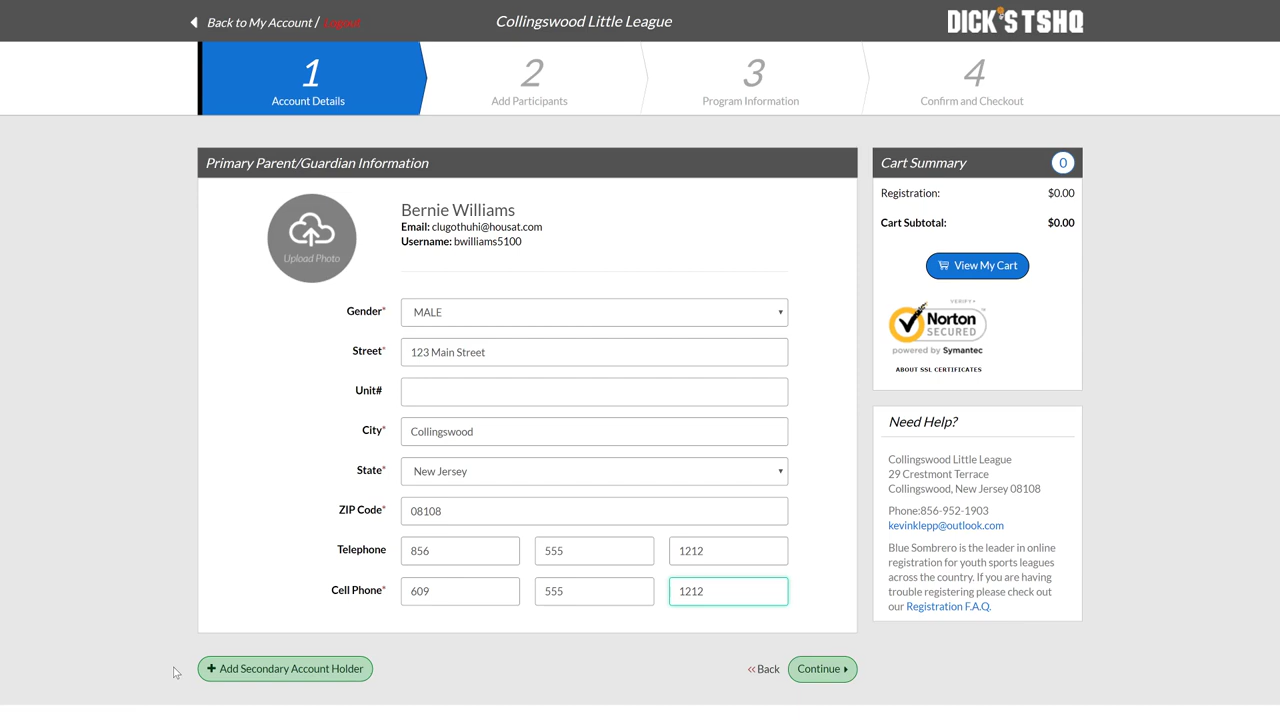 Back to My Account / Logout
Collingswood Little League
DICK'S TSHQ
1
Account Details
2
Add Participants
3
Program Information
4
Confirm and Checkout
Primary Parent/Guardian Information
Upload Photo
Bernie Williams
Email: clugothuhi@housat.com
Username: bwilliams5100
Gender* MALE
Street* 123 Main Street
Unit#
City* Collingswood
State* New Jersey
ZIP Code* 08108
Telephone 856 555 1212
Cell Phone* 609 555 1212
+ Add Secondary Account Holder
<<Back
Continue
Cart Summary 0
Registration: $0.00
Cart Subtotal: $0.00
View My Cart
VERIFY
Norton
SECURED
powered by Symantec
ABOUT SSL CERTIFICATES
Need Help?
Collingswood Little League
29 Crestmont Terrace
Collingswood, New Jersey 08108
Phone:856-952-1903
kevinklepp@outlook.com
Blue Sombrero is the leader in online
registration for youth sports leagues
across the country. If you are having
trouble registering please check out
our Registration F.A.Q.